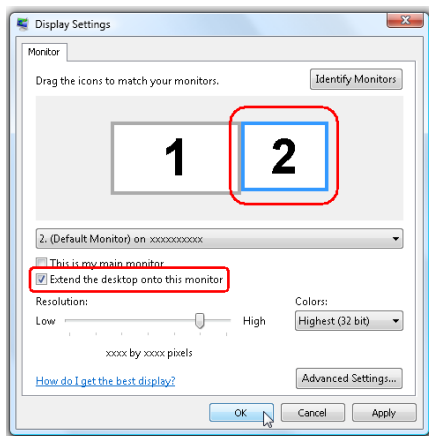 Display Settings
Monitor
Drag the icons to match your monitors.
Identify Monitors
1
2
2. (Default Monitor) on xxxxxxxxxx
This is my main monitor
Extend the desktop onto this monitor
Resolution:
Colors:
Low
High
Highest (32 bit)
xxxx by xxxx pixels
How do I get the best display?
Advanced Settings...
OK
Cancel
Apply